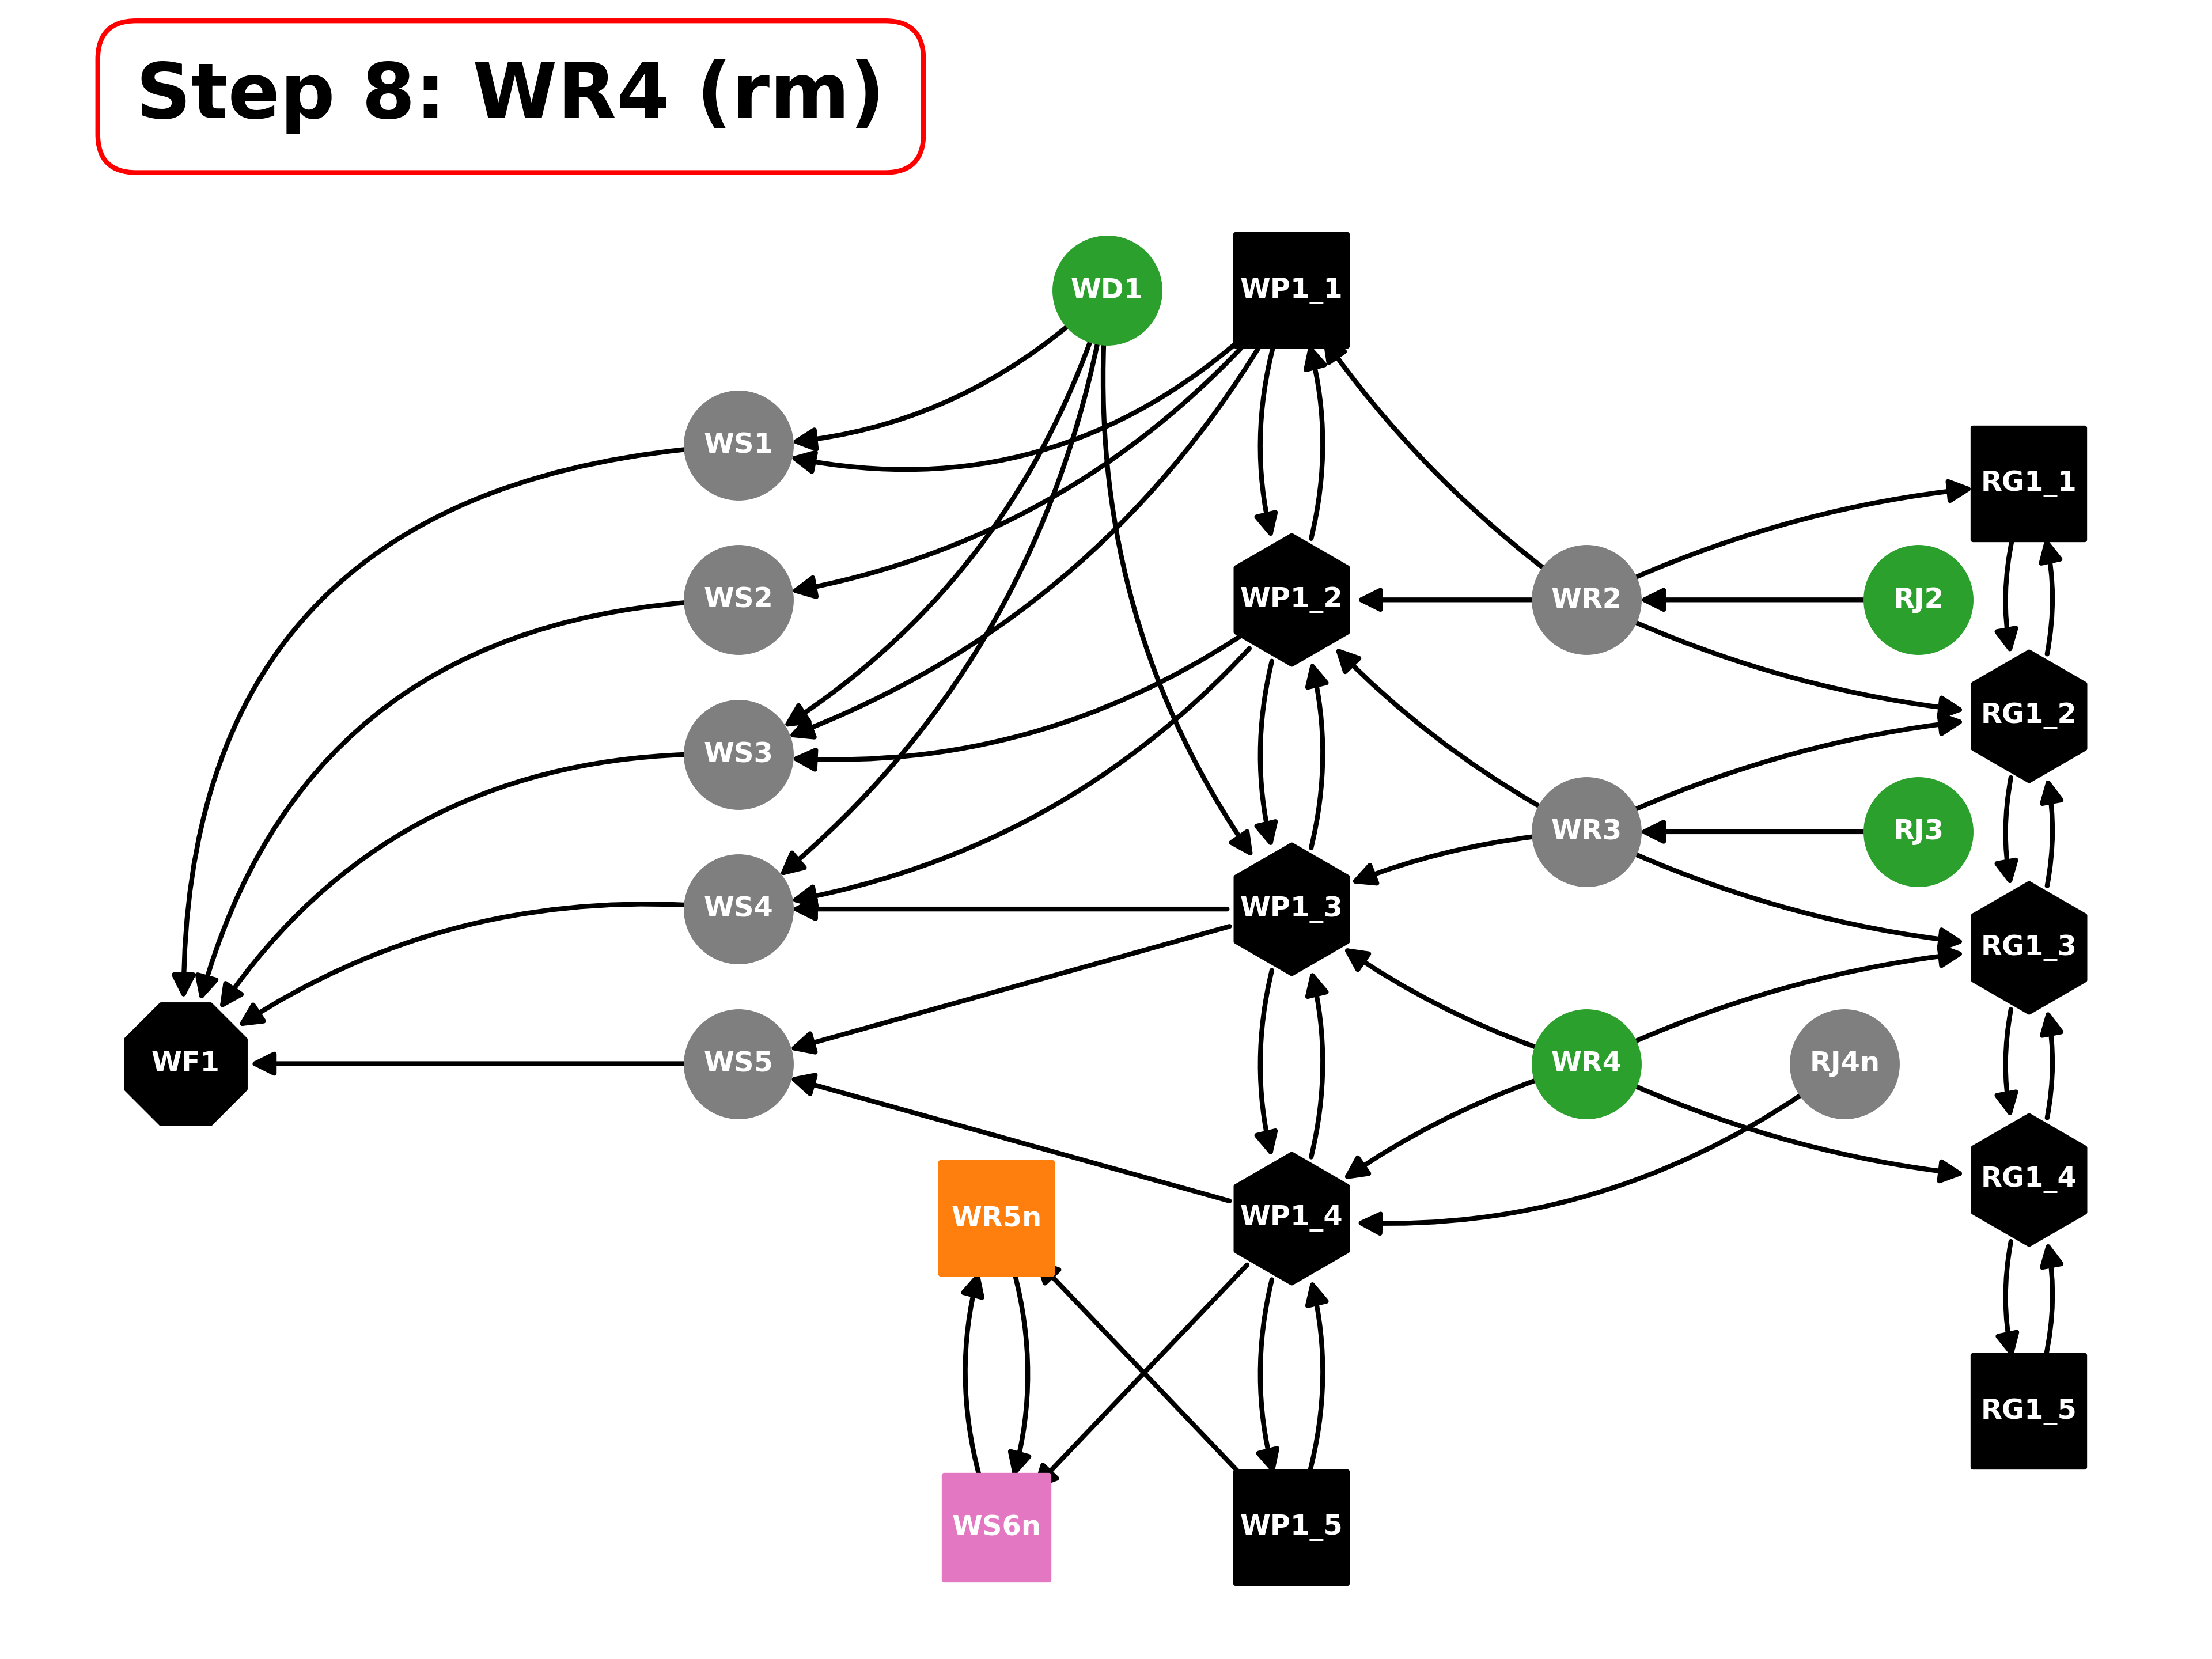 Step 8: WR4 (rm)
WD1
WP1_1
WS1
RG1_1
WS2
WP1_2
WR2
RJ2
RG1_2
WS3
WR3
RJ3
WS4
WP1_3
RG1_3
WF1
WS5
WR4
RJ4n
RG1_4
WR5n
WP1_4
RG1_5
WS6n
WP1_5